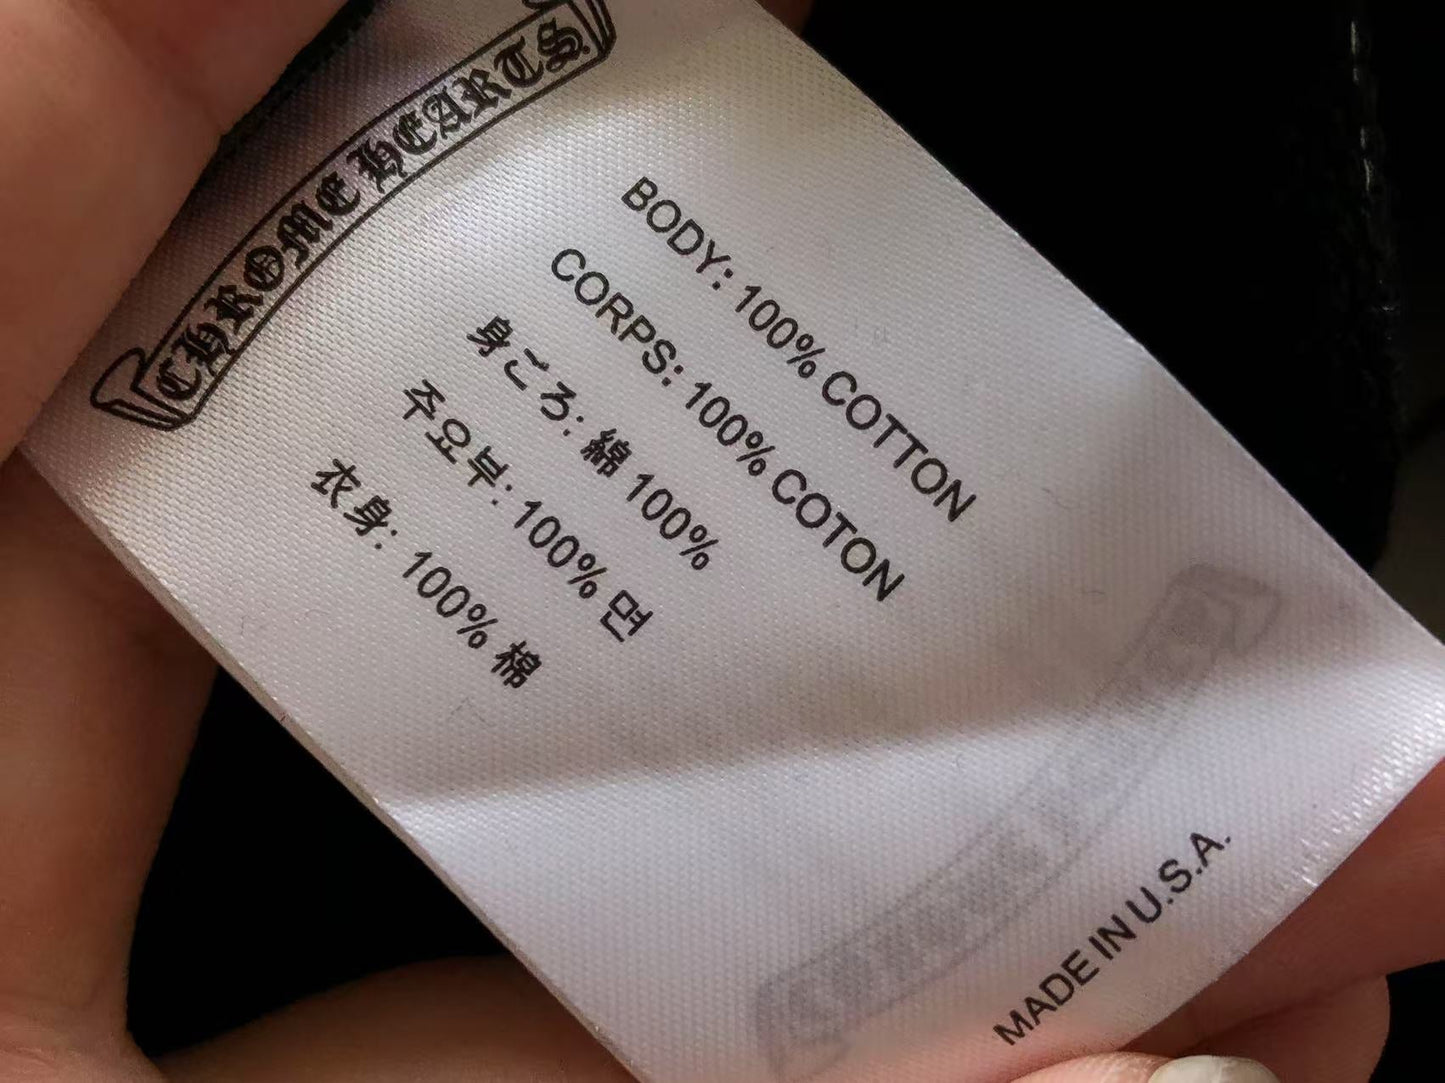 CHROME HEARTS
BODY: 100% COTTON
CORPS: 100% COTON
身ごろ: 綿 100%
주요부: 100% 면
衣身: 100% 棉
MADE IN U.S.A.